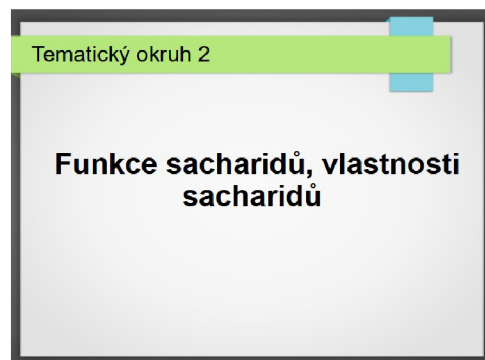 Tematický okruh 2
Funkce sacharidů, vlastnosti
sacharidů